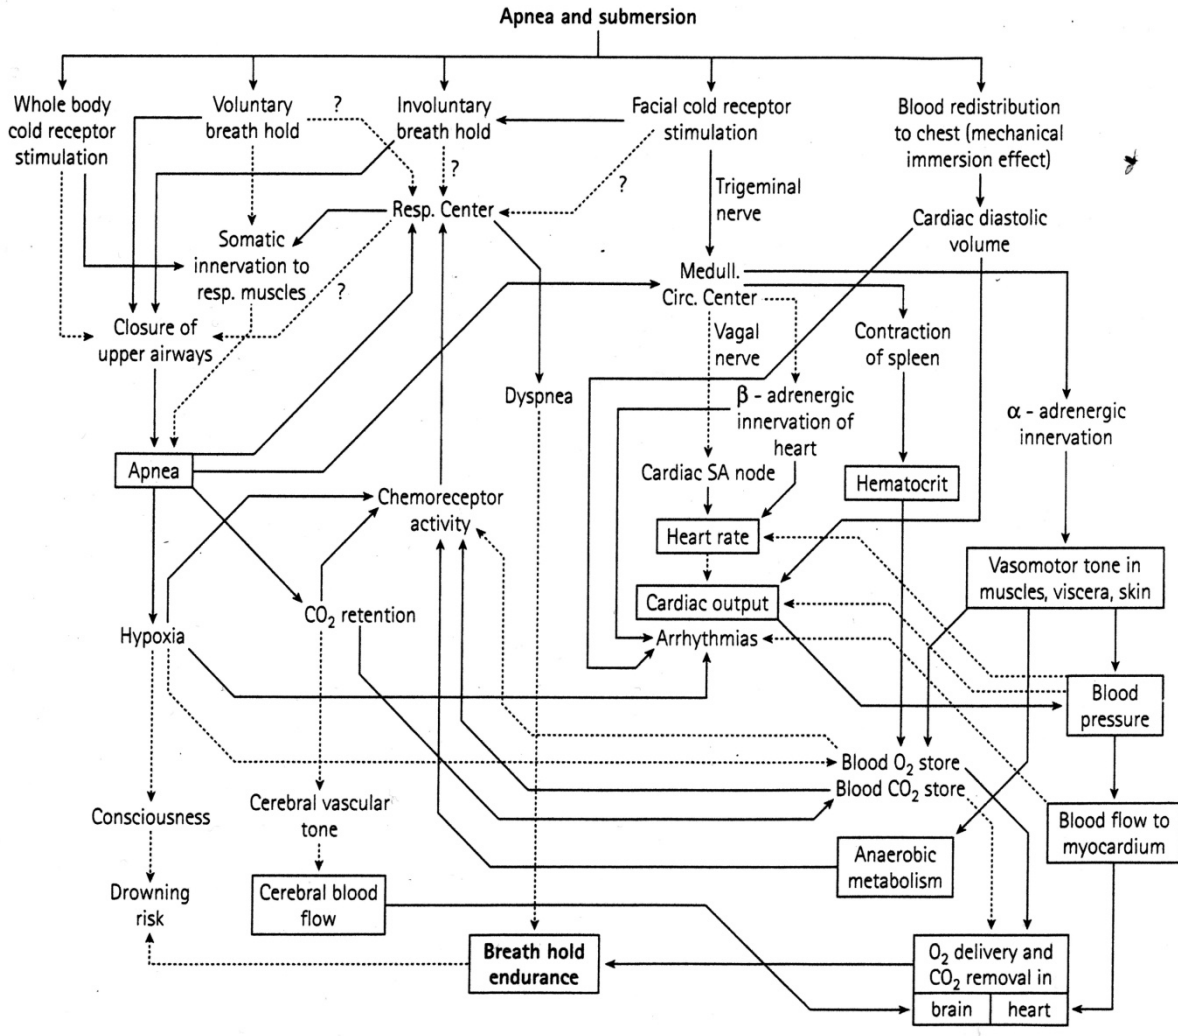 Apnea and submersion
Whole body
cold receptor
stimulation
Voluntary
breath hold
?
Involuntary
breath hold
?
Facial cold receptor
stimulation
?
Blood redistribution
to chest (mechanical
immersion effect)
Trigeminal
nerve
Resp. Center
Cardiac diastolic
volume
Somatic
innervation to
resp. muscles
?
Medull.
Circ. Center
Closure of
upper airways
Vagal
nerve
Contraction
of spleen
Dyspnea
β - adrenergic
innervation of
heart
α - adrenergic
innervation
Apnea
Cardiac SA node
Hematocrit
Chemoreceptor
activity
Heart rate
Vasomotor tone in
muscles, viscera, skin
CO2 retention
Cardiac output
Hypoxia
Arrhythmias
Blood
pressure
Blood O2 store
Blood CO2 store
Consciousness
Cerebral vascular
tone
Blood flow to
myocardium
Anaerobic
metabolism
Drowning
risk
Cerebral blood
flow
Breath hold
endurance
O2 delivery and
CO2 removal in
brain
heart